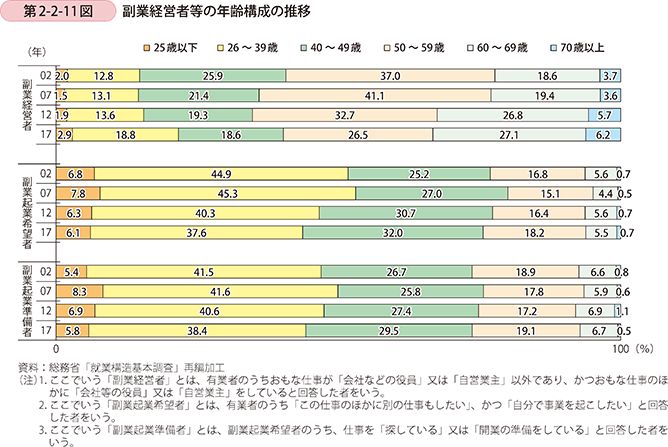 第2-2-11図 副業経営者等の年齢構成の推移
(年) 25歳以下 26～39歳 40～49歳 50～59歳 60～69歳 70歳以上
副業経営者
02 2.0 12.8 25.9 37.0 18.6 3.7
07 1.5 13.1 21.4 41.1 19.4 3.6
12 1.9 13.6 19.3 32.7 26.8 5.7
17 2.9 18.8 18.6 26.5 27.1 6.2
副業起業希望者
02 6.8 44.9 25.2 16.8 5.6 0.7
07 7.8 45.3 27.0 15.1 4.4 0.5
12 6.3 40.3 30.7 16.4 5.6 0.7
17 6.1 37.6 32.0 18.2 5.5 0.7
副業起業準備者
02 5.4 41.5 26.7 18.9 6.6 0.8
07 8.3 41.6 25.8 17.8 5.9 0.6
12 6.9 40.6 27.4 17.2 6.9 1.1
17 5.8 38.4 29.5 19.1 6.7 0.5
0 100 (%)
資料：総務省「就業構造基本調査」再編加工
(注)1. ここでいう「副業経営者」とは、有業者のうちおもな仕事が「会社などの役員」又は「自営業主」以外であり、かつおもな仕事のほ
かに「会社等の役員」又は「自営業主」をしていると回答した者をいう。
2. ここでいう「副業起業希望者」とは、有業者のうち「この仕事のほかに別の仕事もしたい」、かつ「自分で事業を起こしたい」と回答
した者をいう。
3. ここでいう「副業起業準備者」とは、副業起業希望者のうち、仕事を「探している」又は「開業の準備をしている」と回答した者を
いう。